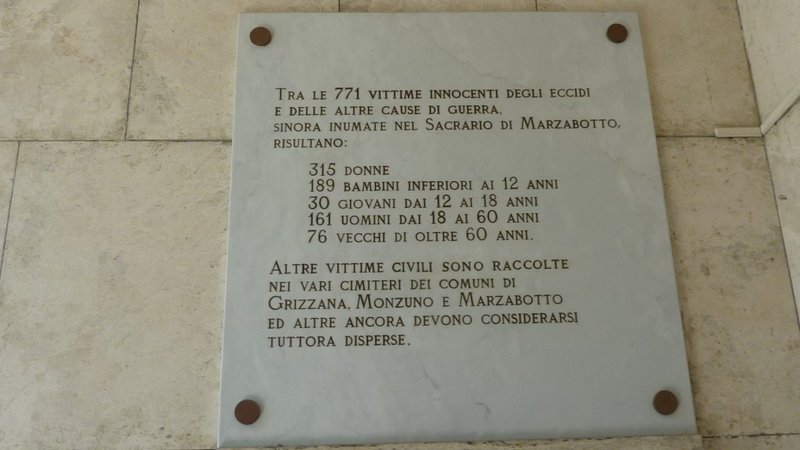 Tra le 771 vittime innocenti degli eccidi
e delle altre cause di guerra,
sinora inumate nel Sacrario di Marzabotto,
risultano:
315 donne
189 bambini inferiori ai 12 anni
30 giovani dai 12 ai 18 anni
161 uomini dai 18 ai 60 anni
76 vecchi di oltre 60 anni.
Altre vittime civili sono raccolte
nei vari cimiteri dei comuni di
Grizzana, Monzuno e Marzabotto
ed altre ancora devono considerarsi
tuttora disperse.